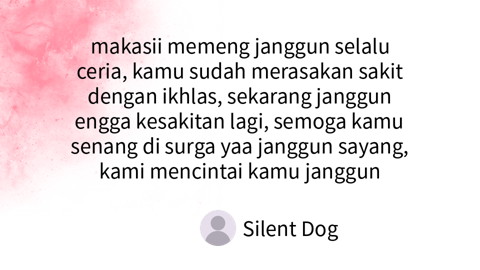 makasii memeng janggun selalu
ceria, kamu sudah merasakan sakit
dengan ikhlas, sekarang janggun
engga kesakitan lagi, semoga kamu
senang di surga yaa janggun sayang,
kami mencintai kamu janggun
Silent Dog